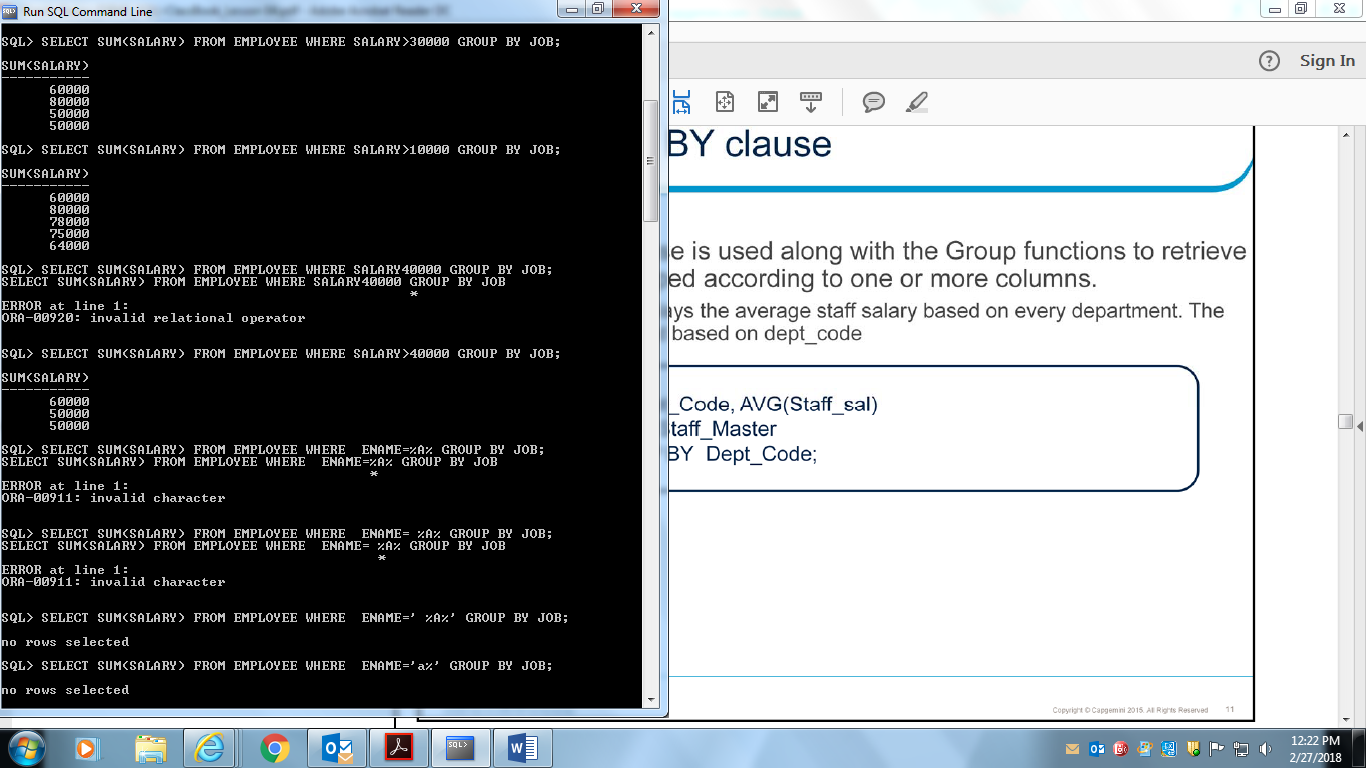 Run SQL Command Line
SQL> SELECT SUM(SALARY) FROM EMPLOYEE WHERE SALARY>30000 GROUP BY JOB;
SUM(SALARY)
-----------
60000
80000
50000
50000
SQL> SELECT SUM(SALARY) FROM EMPLOYEE WHERE SALARY>10000 GROUP BY JOB;
SUM(SALARY)
-----------
60000
80000
78000
75000
64000
SQL> SELECT SUM(SALARY) FROM EMPLOYEE WHERE SALARY40000 GROUP BY JOB;
SELECT SUM(SALARY) FROM EMPLOYEE WHERE SALARY40000 GROUP BY JOB
*
ERROR at line 1:
ORA-00920: invalid relational operator
SQL> SELECT SUM(SALARY) FROM EMPLOYEE WHERE SALARY>40000 GROUP BY JOB;
SUM(SALARY)
-----------
60000
50000
50000
SQL> SELECT SUM(SALARY) FROM EMPLOYEE WHERE  ENAME=%A% GROUP BY JOB;
SELECT SUM(SALARY) FROM EMPLOYEE WHERE  ENAME=%A% GROUP BY JOB
*
ERROR at line 1:
ORA-00911: invalid character
SQL> SELECT SUM(SALARY) FROM EMPLOYEE WHERE  ENAME= %A% GROUP BY JOB;
SELECT SUM(SALARY) FROM EMPLOYEE WHERE  ENAME= %A% GROUP BY JOB
*
ERROR at line 1:
ORA-00911: invalid character
SQL> SELECT SUM(SALARY) FROM EMPLOYEE WHERE  ENAME=' %A%' GROUP BY JOB;
no rows selected
SQL> SELECT SUM(SALARY) FROM EMPLOYEE WHERE  ENAME='a%' GROUP BY JOB;
no rows selected
Sign In
BY clause
e is used along with the Group functions to retrieve
ed according to one or more columns.
ays the average staff salary based on every department. The
based on dept_code
_Code, AVG(Staff_sal)
Staff_Master
BY Dept_Code;
Copyright © Capgemini 2015. All Rights Reserved 11
12:22 PM
2/27/2018